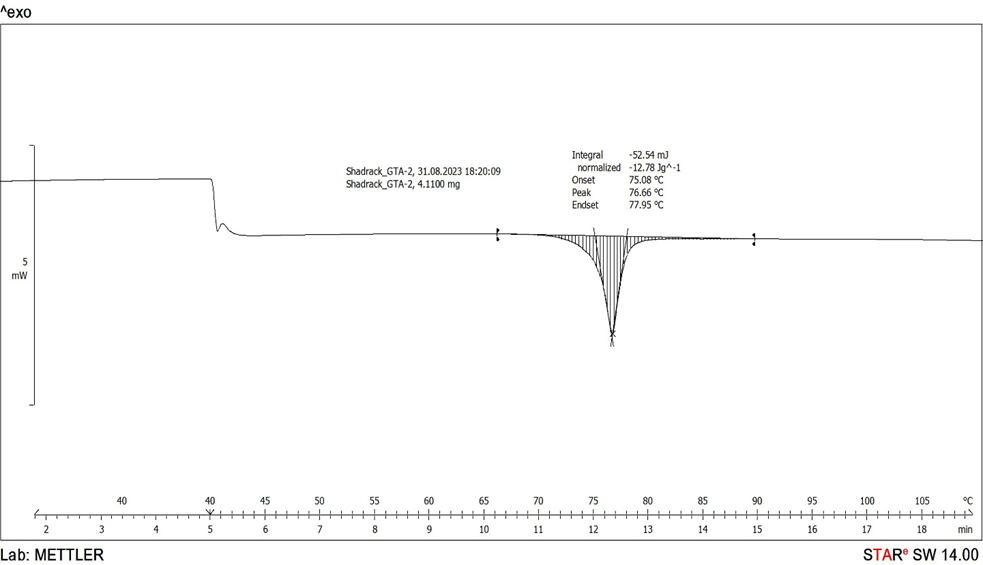 ^exo
Shadrack_GTA-2, 31.08.2023 18:20:09
Shadrack_GTA-2, 4.1100 mg
Integral -52.54 mJ
normalized -12.78 Jg^-1
Onset 75.08 °C
Peak 76.66 °C
Endset 77.95 °C
5
mW
40 40 45 50 55 60 65 70 75 80 85 90 95 100 105 °C
2 3 4 5 6 7 8 9 10 11 12 13 14 15 16 17 18 min
Lab: METTLER STARe SW 14.00